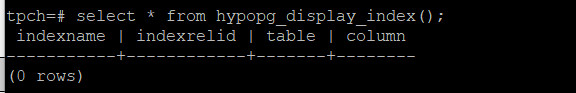 tpch=# select * from hypopg_display_index();
 indexname | indexrelid | table | column
-----------+------------+-------+--------
(0 rows)